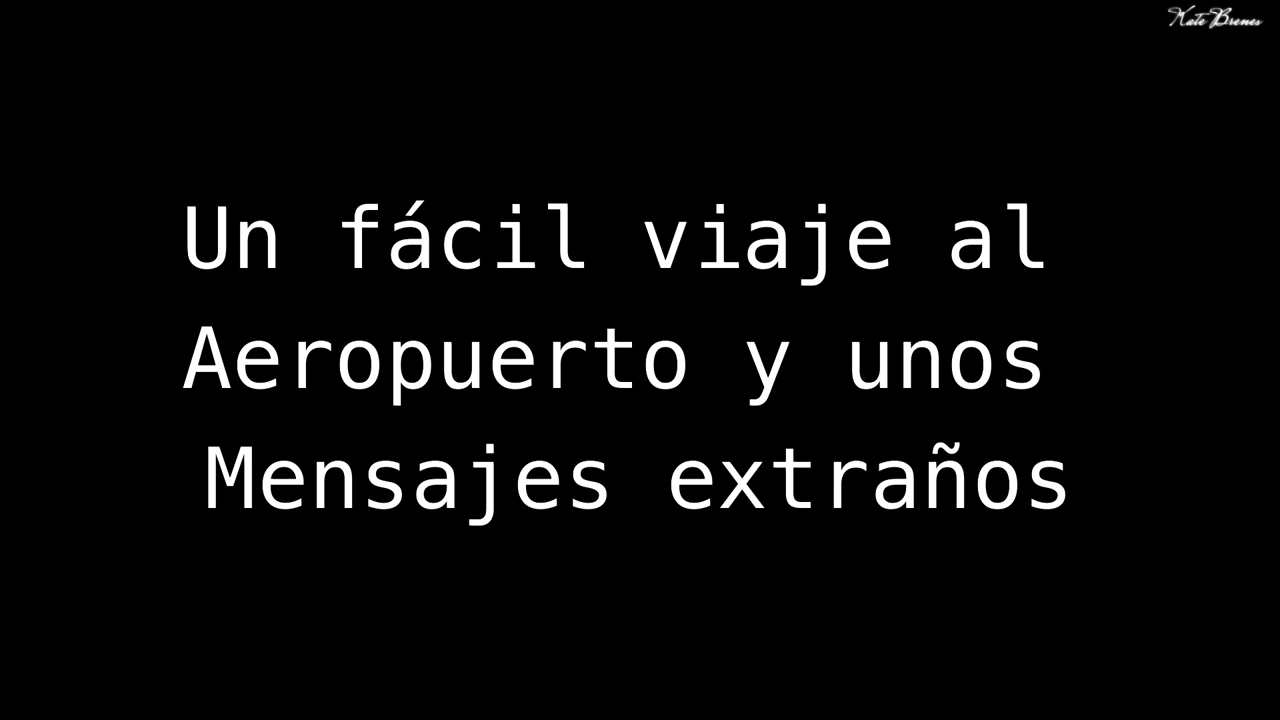 Kate Brenes
Un fácil viaje al
Aeropuerto y unos
Mensajes extraños